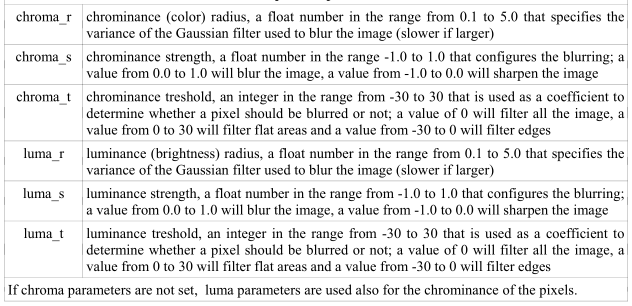 chroma_r chrominance (color) radius, a float number in the range from 0.1 to 5.0 that specifies the
variance of the Gaussian filter used to blur the image (slower if larger)
chroma_s chrominance strength, a float number in the range -1.0 to 1.0 that configures the blurring; a
value from 0.0 to 1.0 will blur the image, a value from -1.0 to 0.0 will sharpen the image
chroma_t chrominance treshold, an integer in the range from -30 to 30 that is used as a coefficient to
determine whether a pixel should be blurred or not; a value of 0 will filter all the image, a
value from 0 to 30 will filter flat areas and a value from -30 to 0 will filter edges
luma_r luminance (brightness) radius, a float number in the range from 0.1 to 5.0 that specifies the
variance of the Gaussian filter used to blur the image (slower if larger)
luma_s luminance strength, a float number in the range from -1.0 to 1.0 that configures the blurring;
a value from 0.0 to 1.0 will blur the image, a value from -1.0 to 0.0 will sharpen the image
luma_t luminance treshold, an integer in the range from -30 to 30 that is used as a coefficient to
determine whether a pixel should be blurred or not; a value of 0 will filter all the image, a
value from 0 to 30 will filter flat areas and a value from -30 to 0 will filter edges
If chroma parameters are not set, luma parameters are used also for the chrominance of the pixels.